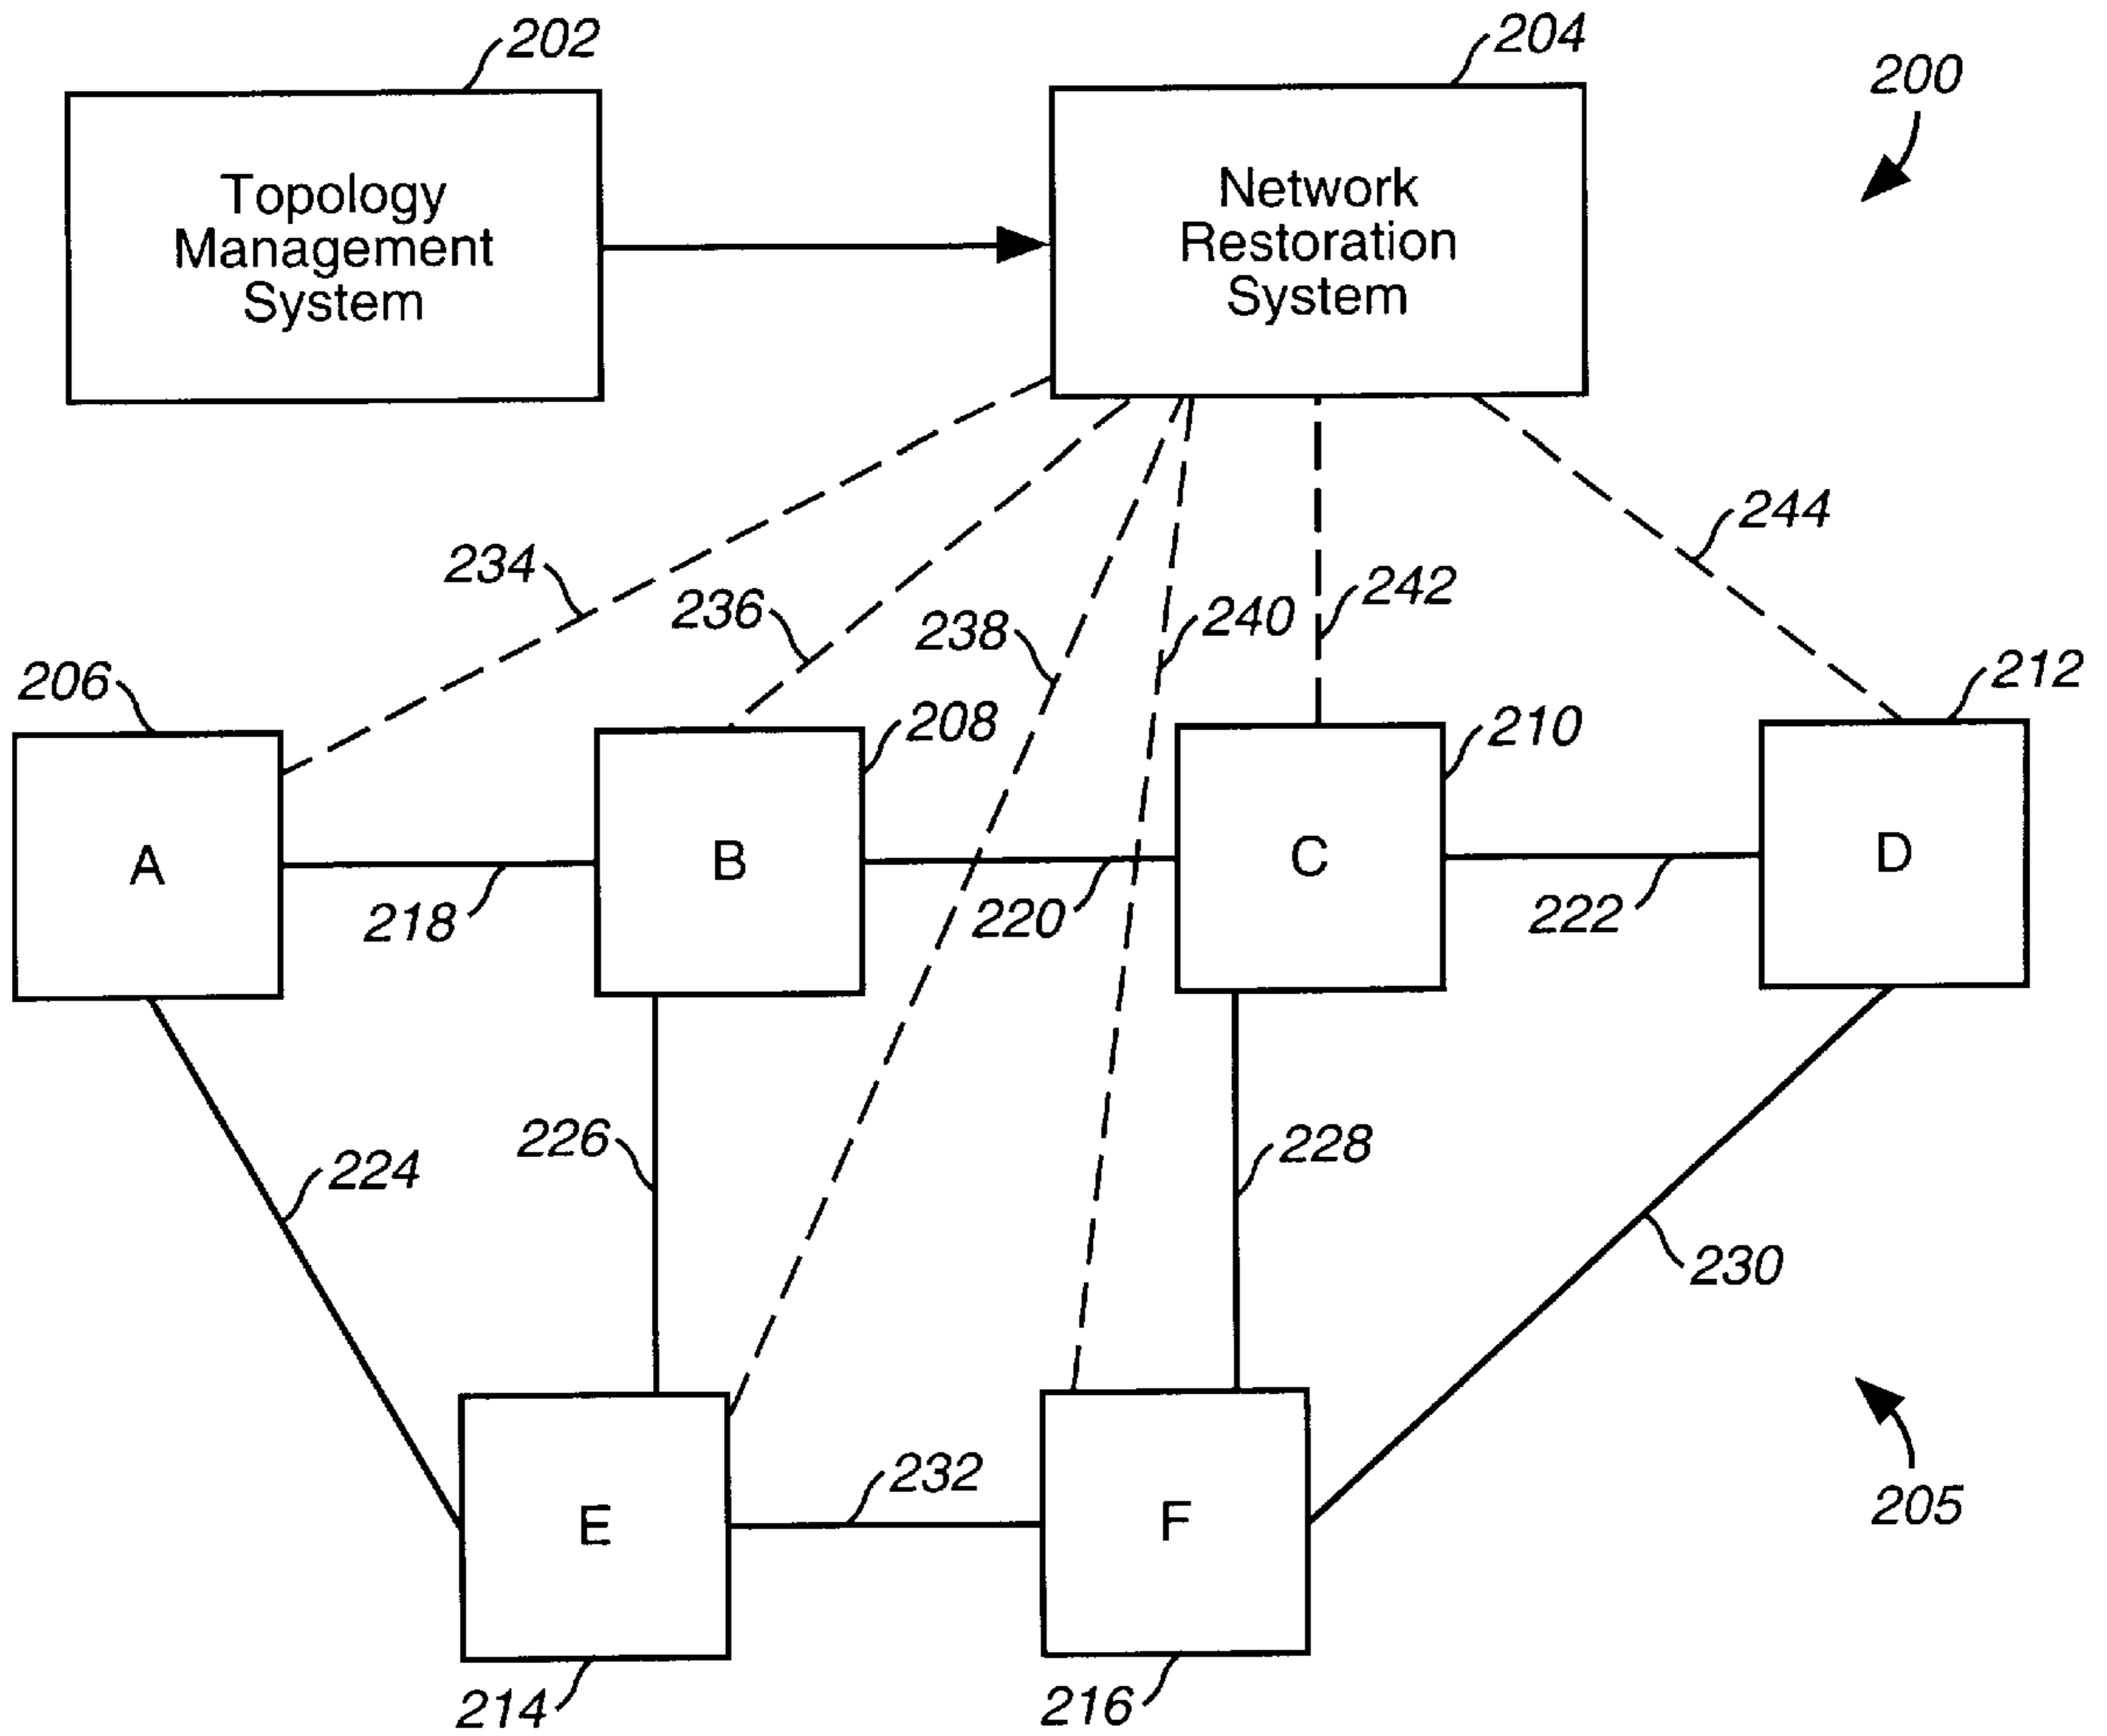 202
204
200
Topology
Management
System
Network
Restoration
System
244
234
236
238
240
242
206
208
210
212
A
B
C
D
218
220
222
224
226
228
230
232
E
F
205
214
216